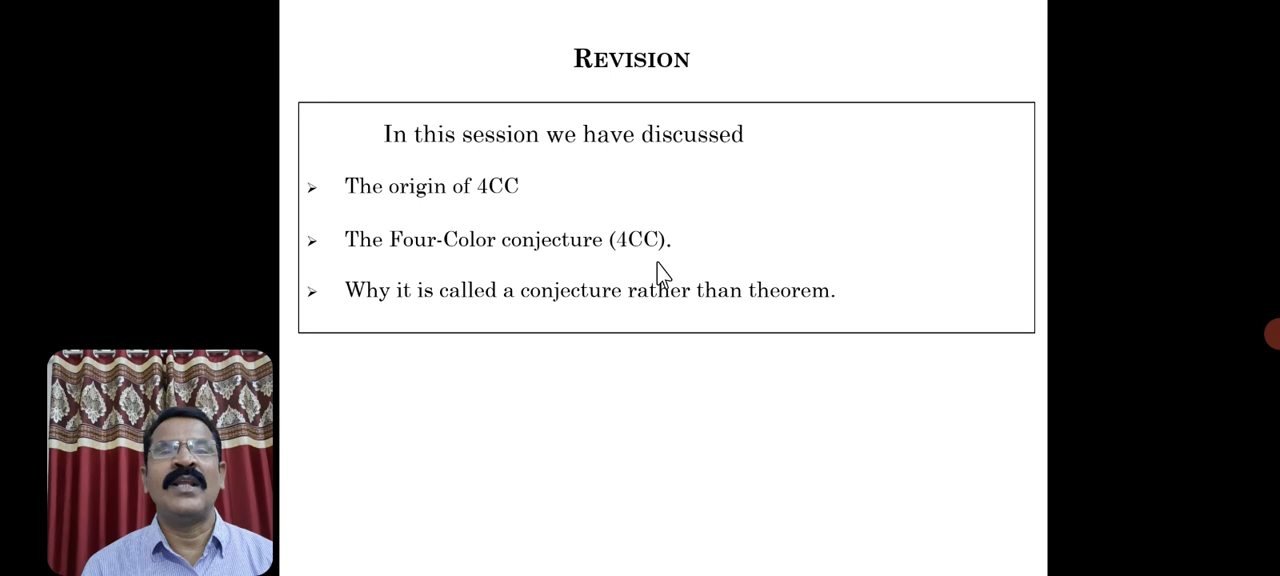 REVISION
In this session we have discussed
➢ The origin of 4CC
➢ The Four-Color conjecture (4CC).
➢ Why it is called a conjecture rather than theorem.